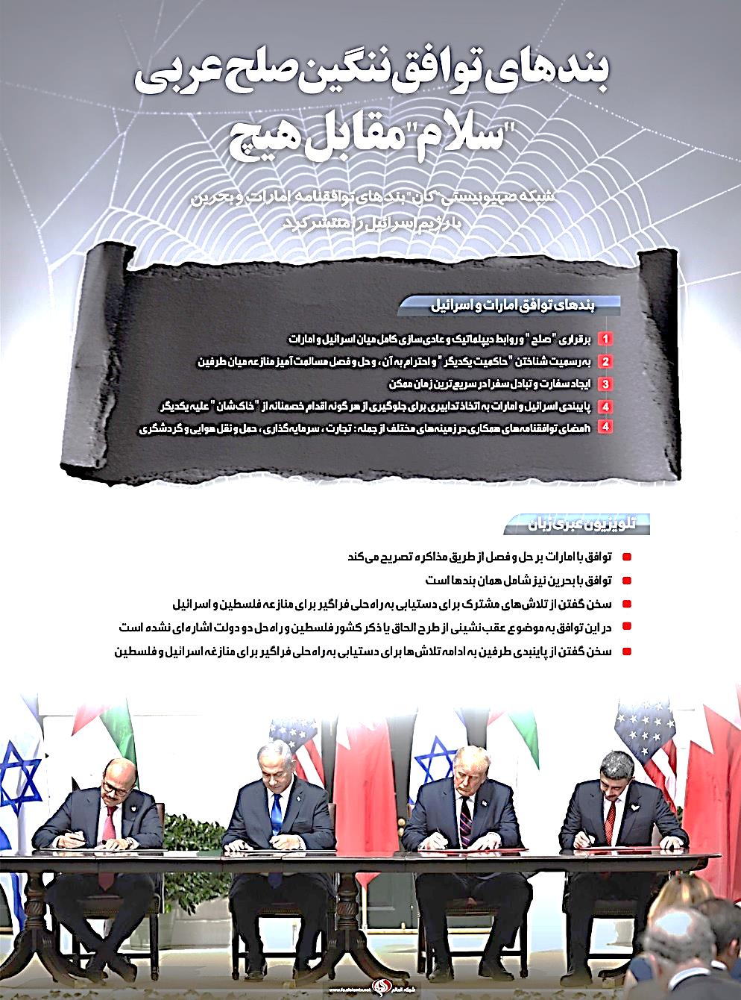 بندهای توافق ننگین صلح عربی
"سلام" مقابل هیچ
شبکه صهیونیستی "کان" بندهای توافقنامه امارات و بحرین
با رژیم اسرائیل را منتشر کرد
بندهای توافق امارات و اسرائیل
1 برقراری "صلح" و روابط دیپلماتیک و عادی‌سازی کامل میان اسرائیل و امارات
2 به رسمیت شناختن "حاکمیت یکدیگر" و احترام به آن، و حل و فصل مسالمت‌آمیز منازعه میان طرفین
3 ایجاد سفارت و تبادل سفرا در سریع‌ترین زمان ممکن
4 پایبندی اسرائیل و امارات به اتخاذ تدابیری برای جلوگیری از هر گونه اقدام خصمنانه از "خاک‌شان" علیه یکدیگر
4 hمضای توافقنامه‌های همکاری در زمینه‌های مختلف از جمله: تجارت، سرمایه‌گذاری، حمل و نقل هوایی و گردشگری
تلویزیون عبری زبان
توافق با امارات بر حل و فصل از طریق مذاکره تصریح می‌کند
توافق با بحرین نیز شامل همان بندها است
سخن گفتن از تلاش‌های مشترک برای دستیابی به راه حلی فراگیر برای منازعه فلسطین و اسرائیل
در این توافق به موضوع عقب‌نشینی از طرح الحاق یا ذکر کشور فلسطین و راه حل دو دولت اشاره‌ای نشده است
سخن گفتن از پاینبدی طرفین به ادامه تلاش‌ها برای دستیابی به راه حلی فراگیر برای منازغه اسرائیل و فلسطین
شبکه العالم www.fa.alalamtv.net